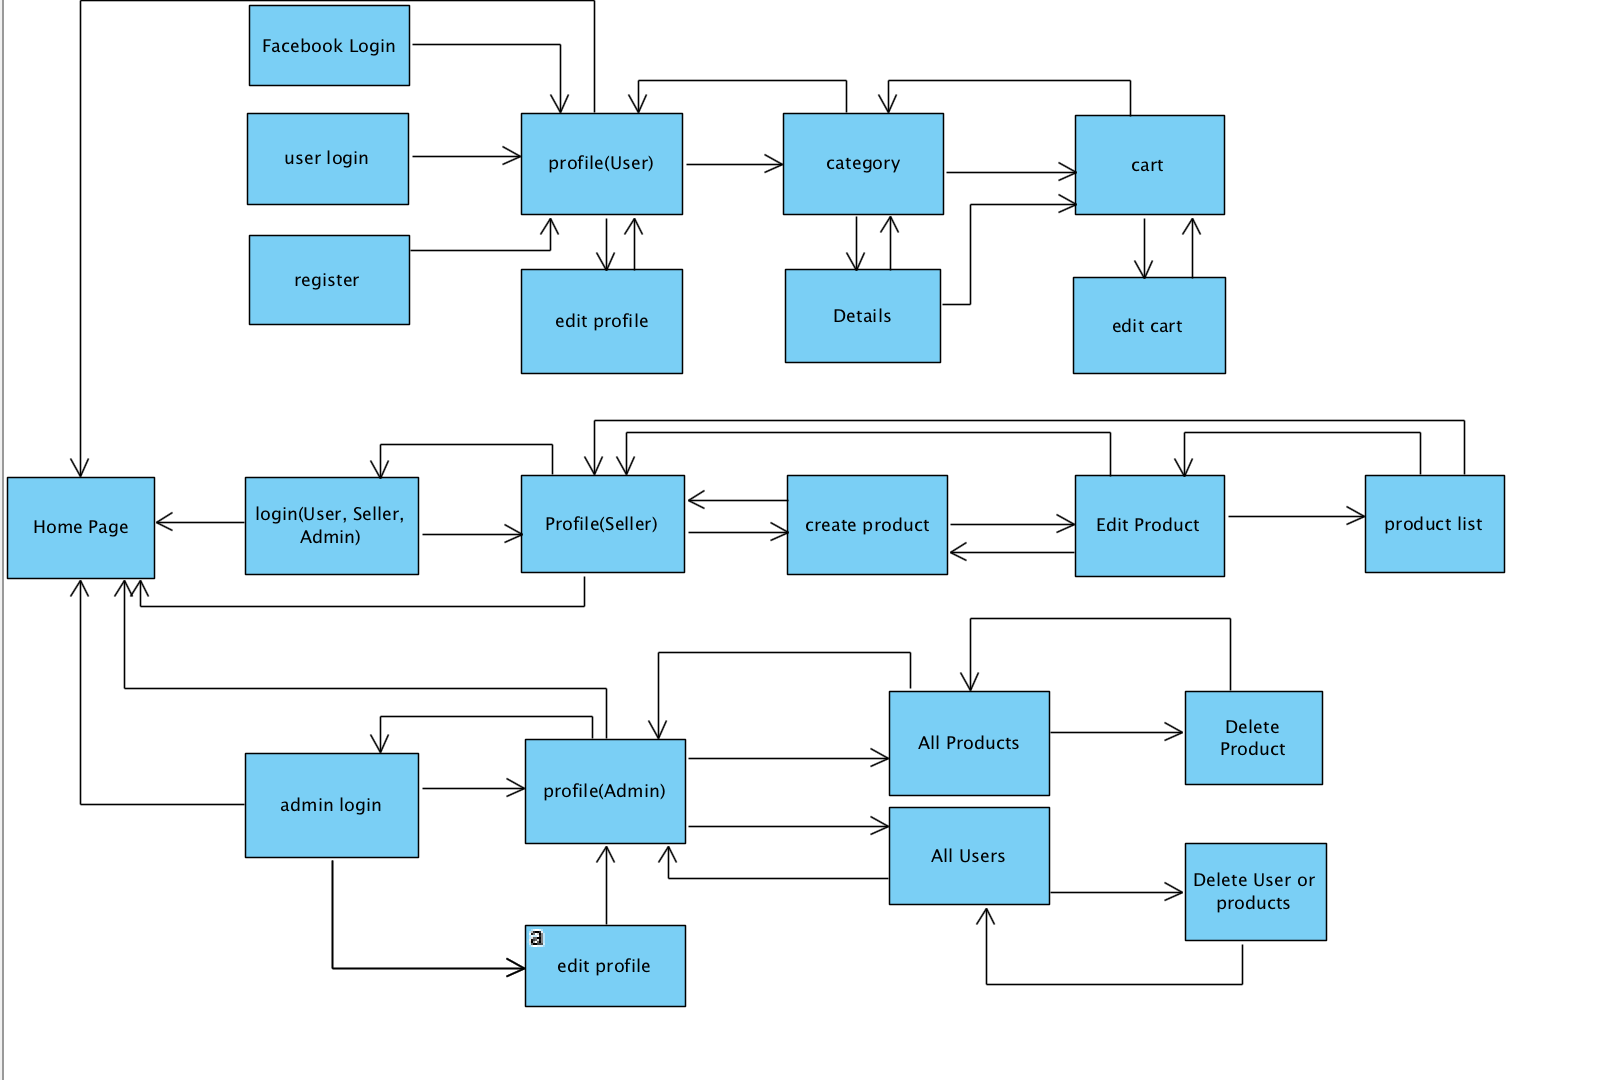 Facebook Login
user login
profile(User)
category
cart
register
edit profile
Details
edit cart
Home Page
login(User, Seller,
Admin)
Profile(Seller)
create product
Edit Product
product list
All Products
Delete
Product
admin login
profile(Admin)
All Users
Delete User or
products
a
edit profile